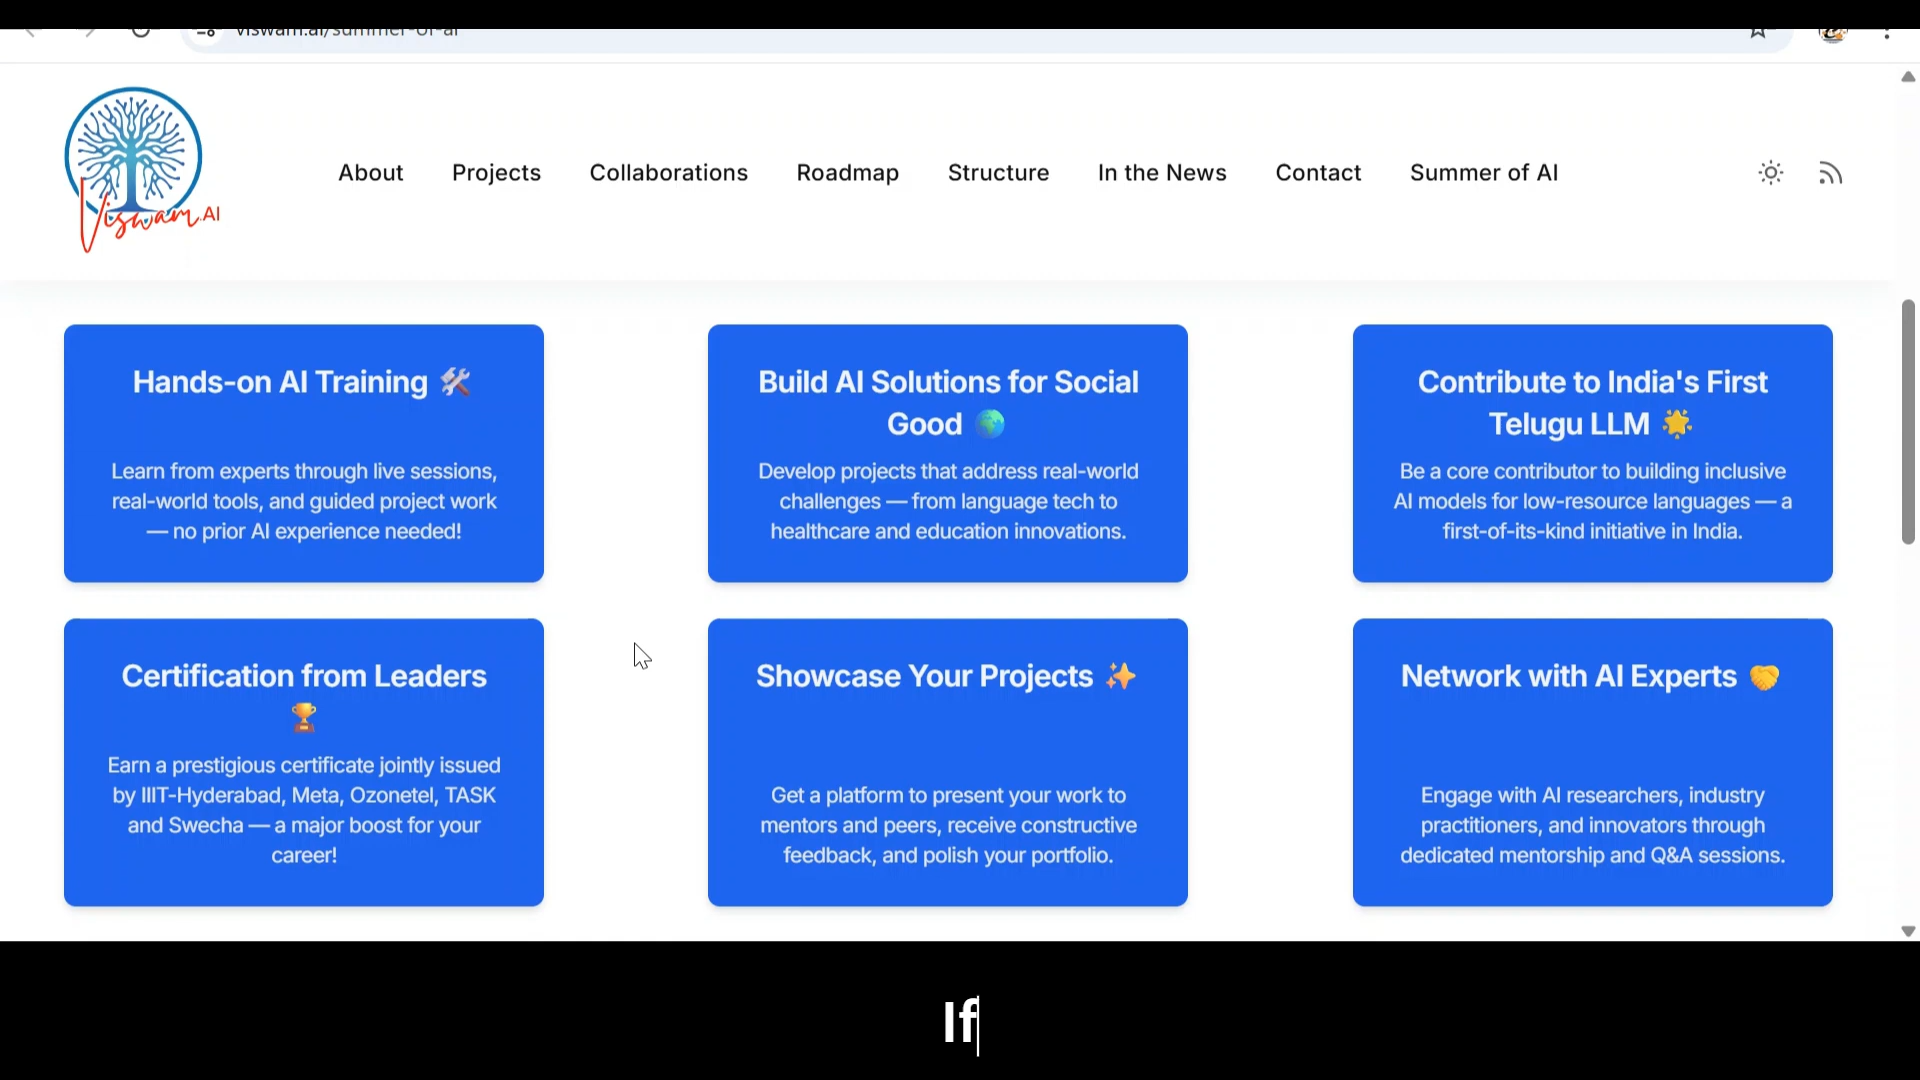 viswam.ai/summer-of-ai
Viswam.AI
About Projects Collaborations Roadmap Structure In the News Contact Summer of AI
Hands-on AI Training 🛠️
Learn from experts through live sessions,
real-world tools, and guided project work
— no prior AI experience needed!
Build AI Solutions for Social
Good 🌍
Develop projects that address real-world
challenges — from language tech to
healthcare and education innovations.
Contribute to India's First
Telugu LLM 🌟
Be a core contributor to building inclusive
AI models for low-resource languages — a
first-of-its-kind initiative in India.
Certification from Leaders
🏆
Earn a prestigious certificate jointly issued
by IIIT-Hyderabad, Meta, Ozonetel, TASK
and Swecha — a major boost for your
career!
Showcase Your Projects ✨
Get a platform to present your work to
mentors and peers, receive constructive
feedback, and polish your portfolio.
Network with AI Experts 🤝
Engage with AI researchers, industry
practitioners, and innovators through
dedicated mentorship and Q&A sessions.
If